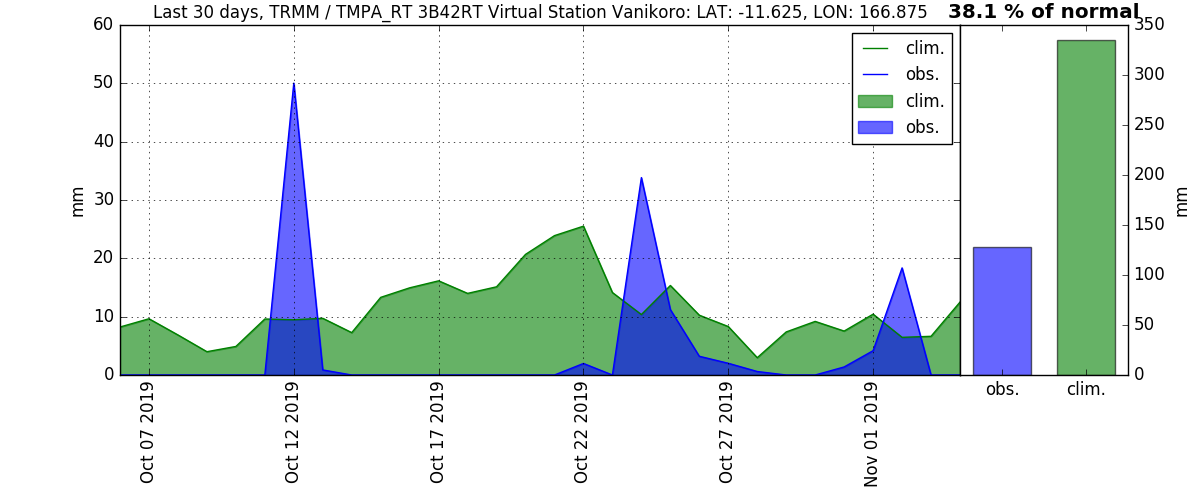 Last 30 days, TRMM / TMPA_RT 3B42RT Virtual Station Vanikoro: LAT: -11.625, LON: 166.875
38.1 % of normal
60
50
40
30
20
10
0
mm
clim.
obs.
clim.
obs.
Oct 07 2019
Oct 12 2019
Oct 17 2019
Oct 22 2019
Oct 27 2019
Nov 01 2019
350
300
250
200
150
100
50
0
mm
obs.
clim.